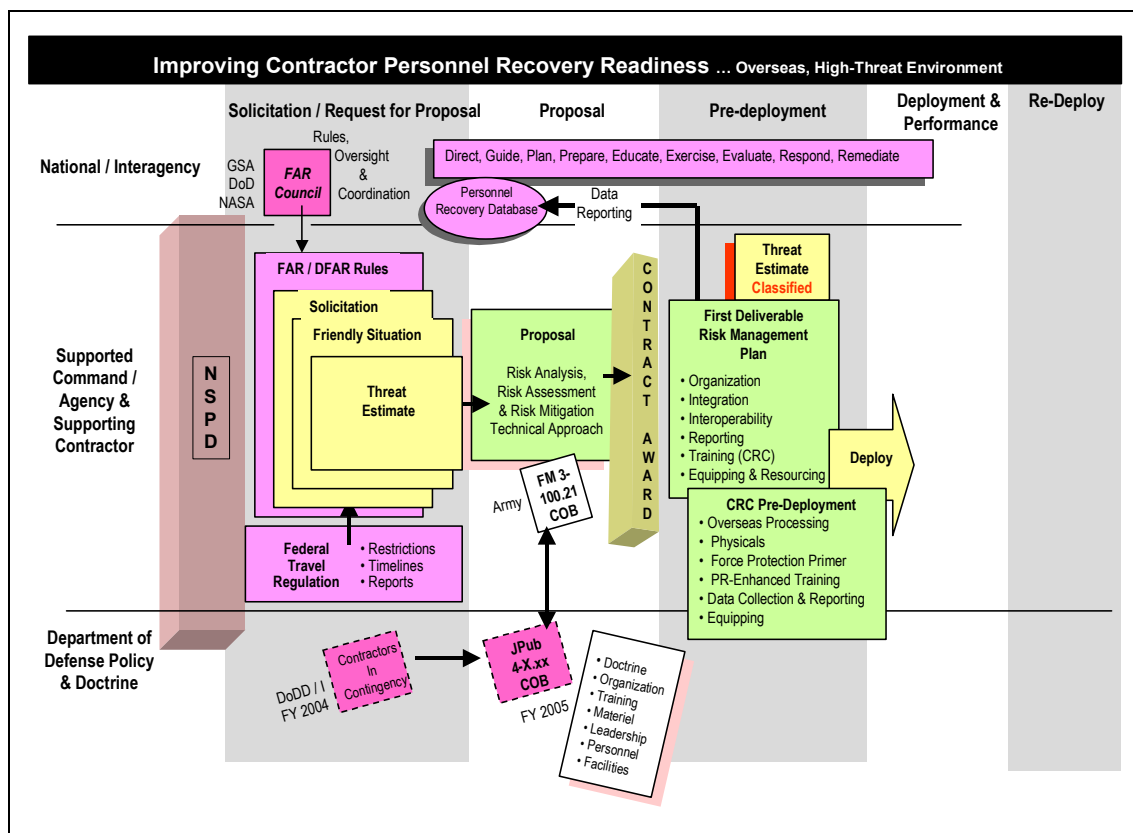 Improving Contractor Personnel Recovery Readiness ... Overseas, High-Threat Environment
Solicitation / Request for Proposal
Proposal
Pre-deployment
Deployment &
Performance
Re-Deploy
National / Interagency
GSA
DoD
NASA
FAR
Council
Rules,
Oversight
&
Coordination
Direct, Guide, Plan, Prepare, Educate, Exercise, Evaluate, Respond, Remediate
Personnel
Recovery Database
Data
Reporting
Supported
Command /
Agency &
Supporting
Contractor
N
S
P
D
FAR / DFAR Rules
Solicitation
Friendly Situation
Threat
Estimate
Proposal
Risk Analysis,
Risk Assessment
& Risk Mitigation
Technical Approach
C
O
N
T
R
A
C
T
A
W
A
R
D
Threat
Estimate
Classified
First Deliverable
Risk Management
Plan
• Organization
• Integration
• Interoperability
• Reporting
• Training (CRC)
• Equipping & Resourcing
Deploy
CRC Pre-Deployment
• Overseas Processing
• Physicals
• Force Protection Primer
• PR-Enhanced Training
• Data Collection & Reporting
• Equipping
Army
FM 3-
100.21
COB
Federal
Travel
Regulation
• Restrictions
• Timelines
• Reports
Department of
Defense Policy
& Doctrine
DoDD / I
FY 2004
Contractors
In
Contingency
JPub
4-X.xx
COB
FY 2005
• Doctrine
• Organization
• Training
• Materiel
• Leadership
• Personnel
• Facilities